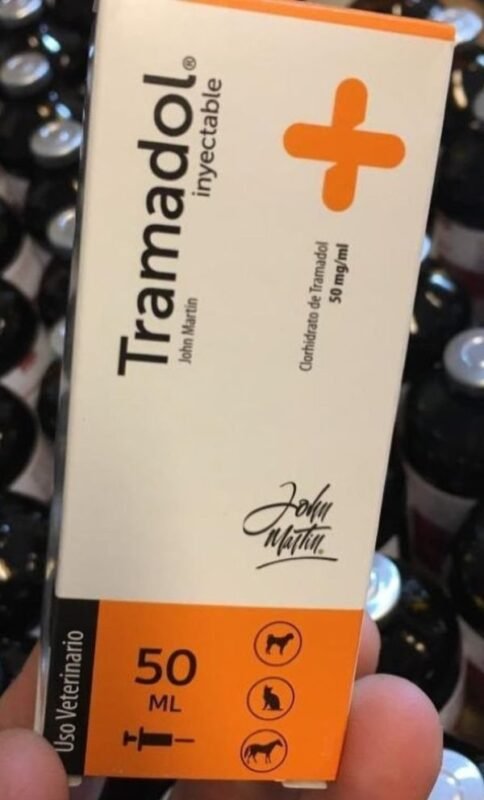 Tramadol®
inyectable
John Martin
Clorhidrato de Tramadol
50 mg/ml
John
Martin®
Uso Veterinario
50
ML